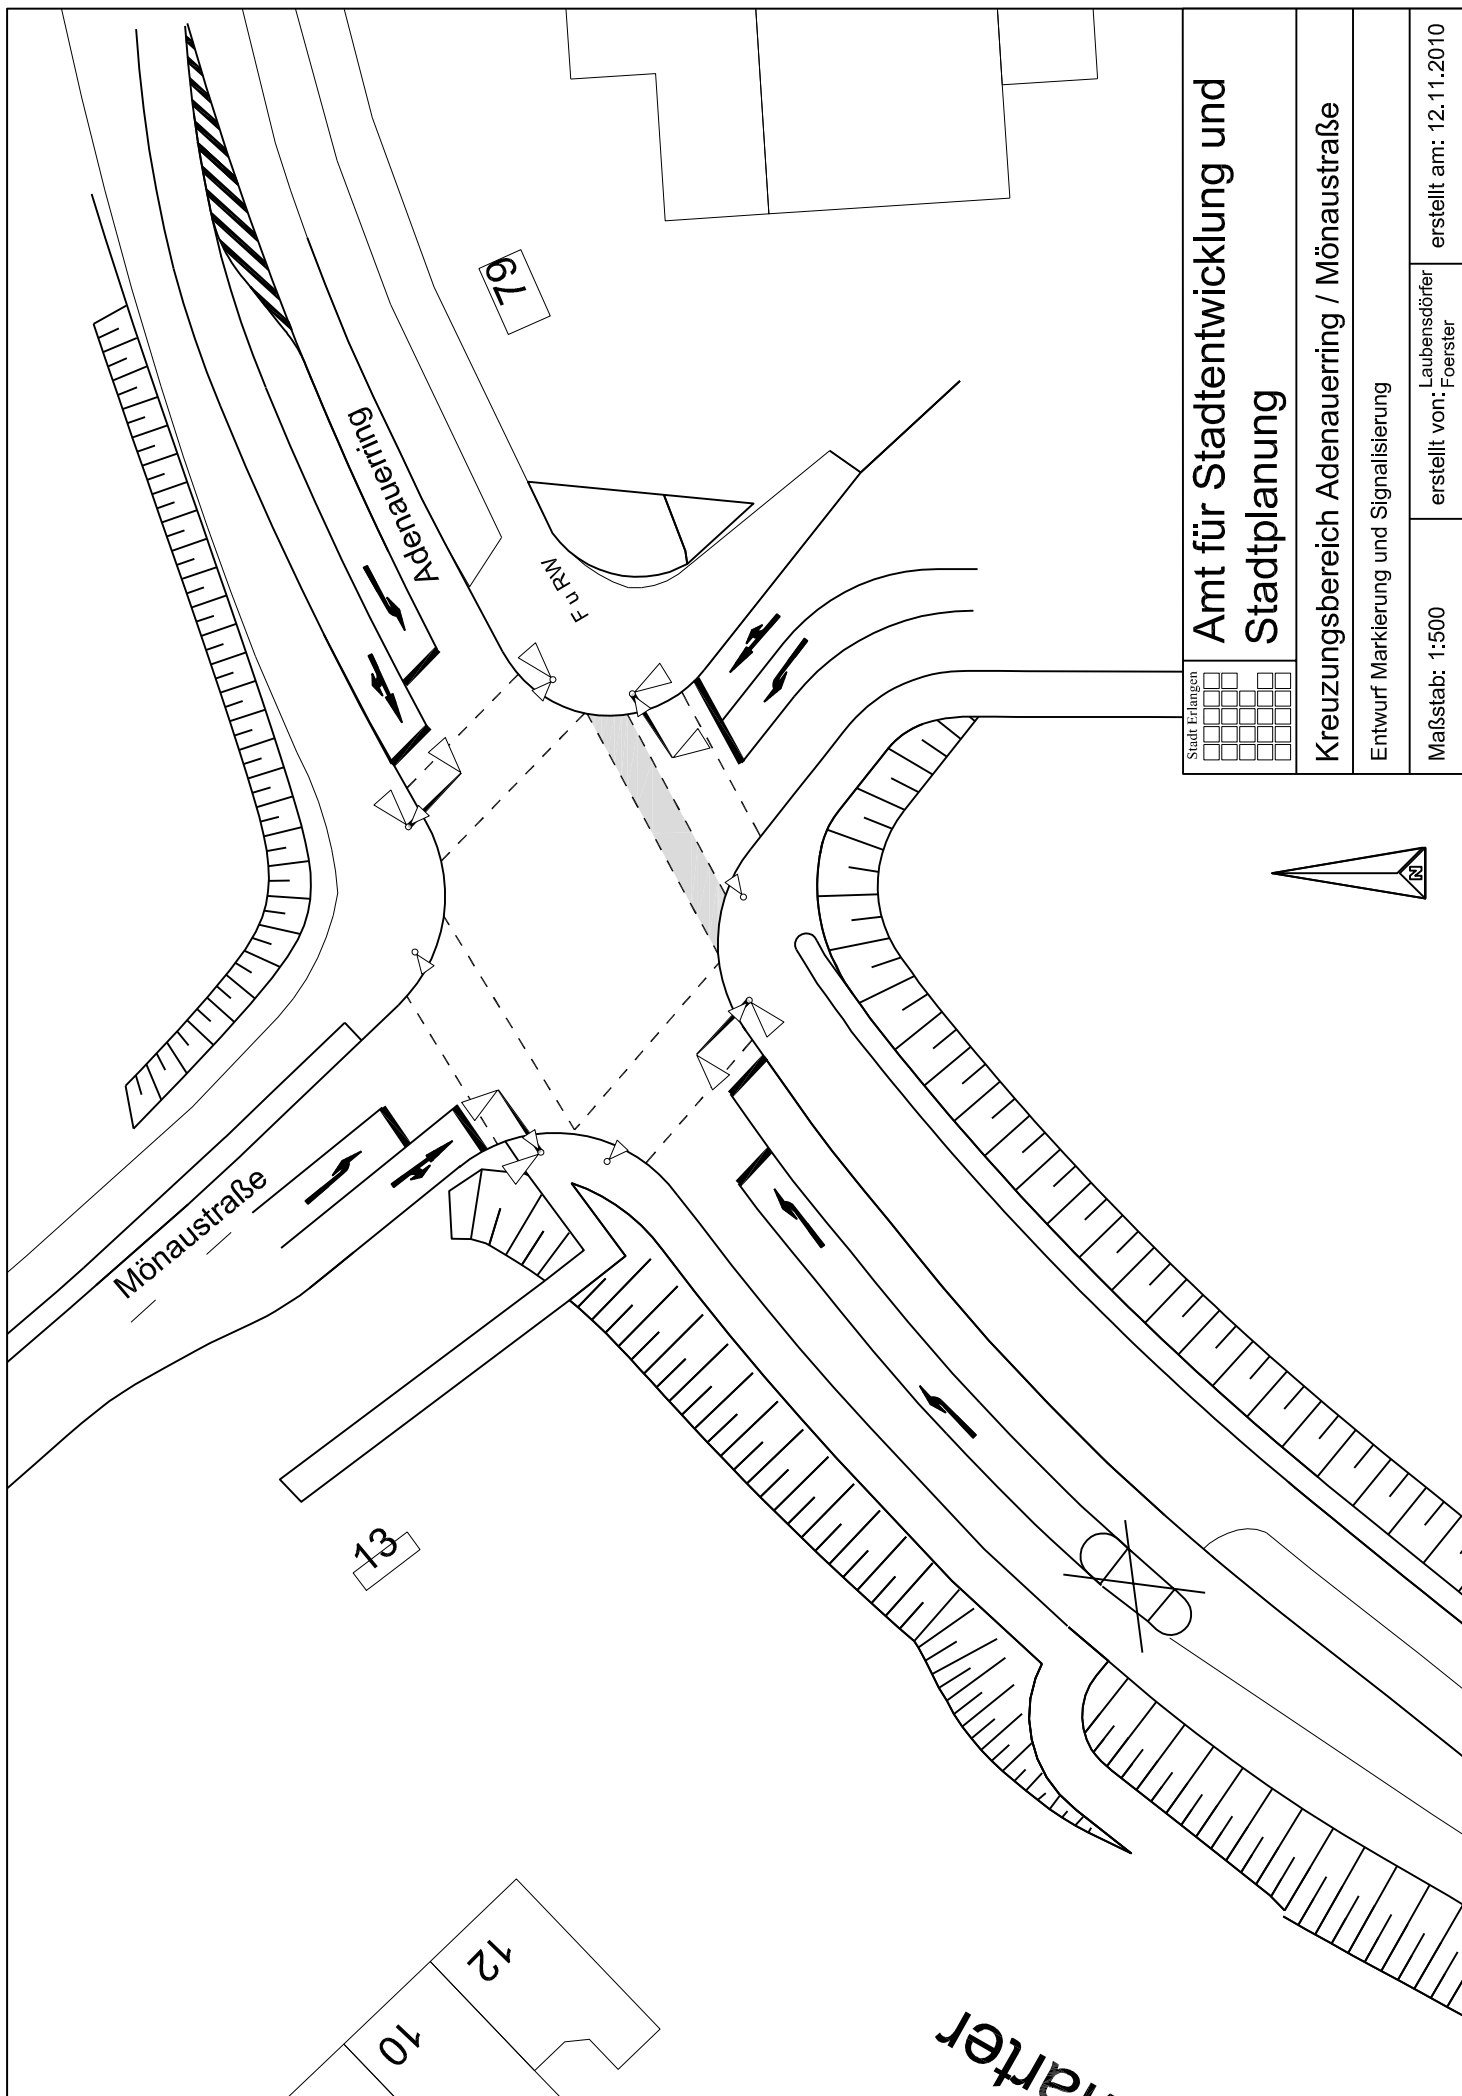 Stadt Erlangen
Amt für Stadtentwicklung und
Stadtplanung
Kreuzungsbereich Adenauerring / Mönaustraße
Entwurf Markierung und Signalisierung
Maßstab: 1:500
erstellt von: Laubensdörfer
Foerster
erstellt am: 12.11.2010
Adenauerring
79
F u RW
Mönaustraße
13
12
10
N